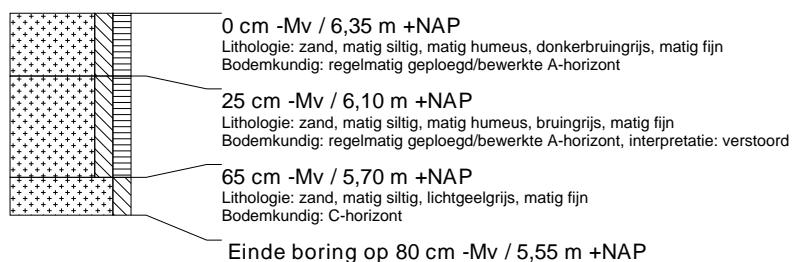 0 cm -Mv / 6,35 m +NAP
Lithologie: zand, matig siltig, matig humeus, donkerbruingrijs, matig fijn
Bodemkundig: regelmatig geploegd/bewerkte A-horizont
25 cm -Mv / 6,10 m +NAP
Lithologie: zand, matig siltig, matig humeus, bruingrijs, matig fijn
Bodemkundig: regelmatig geploegd/bewerkte A-horizont, interpretatie: verstoord
65 cm -Mv / 5,70 m +NAP
Lithologie: zand, matig siltig, lichtgeelgrijs, matig fijn
Bodemkundig: C-horizont
Einde boring op 80 cm -Mv / 5,55 m +NAP